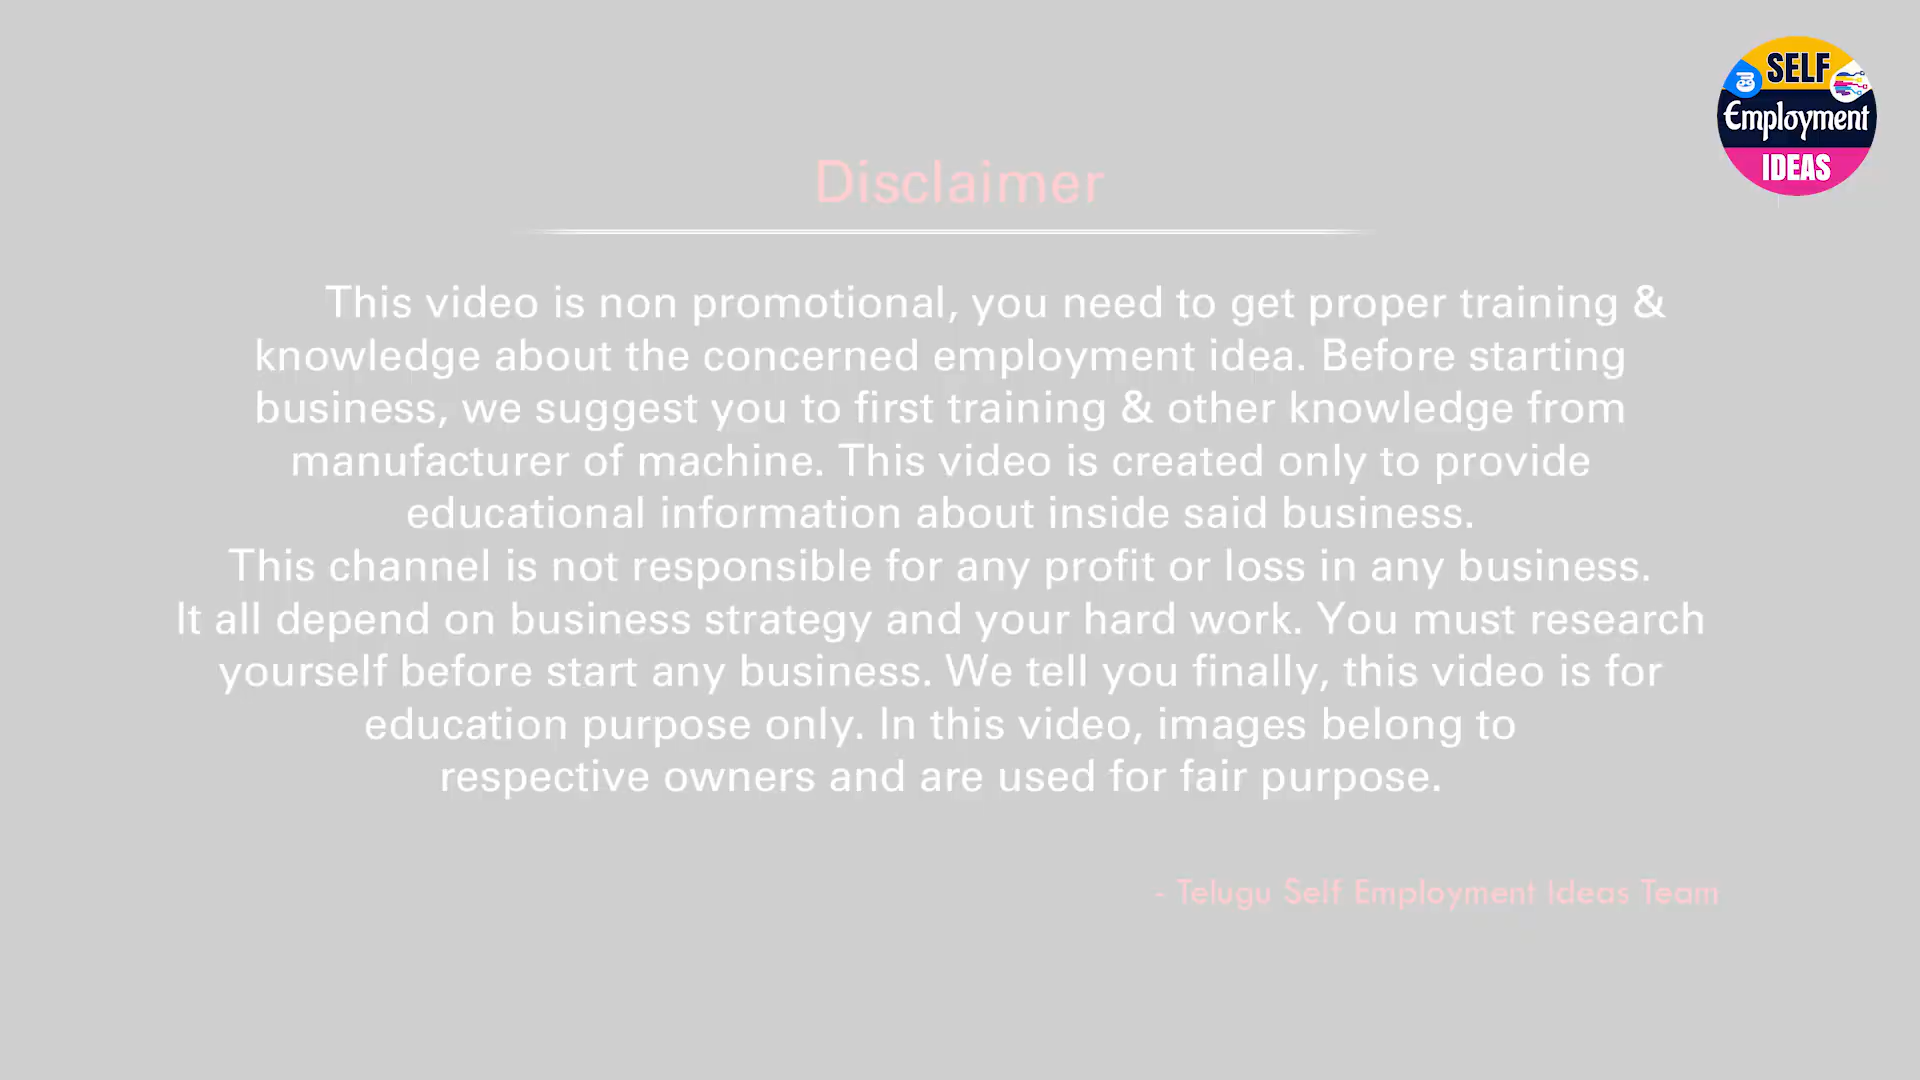 SELF
Employment
IDEAS
Disclaimer
This video is non promotional, you need to get proper training &
knowledge about the concerned employment idea. Before starting
business, we suggest you to first training & other knowledge from
manufacturer of machine. This video is created only to provide
educational information about inside said business.
This channel is not responsible for any profit or loss in any business.
It all depend on business strategy and your hard work. You must research
yourself before start any business. We tell you finally, this video is for
education purpose only. In this video, images belong to
respective owners and are used for fair purpose.
- Telugu Self Employment Ideas Team